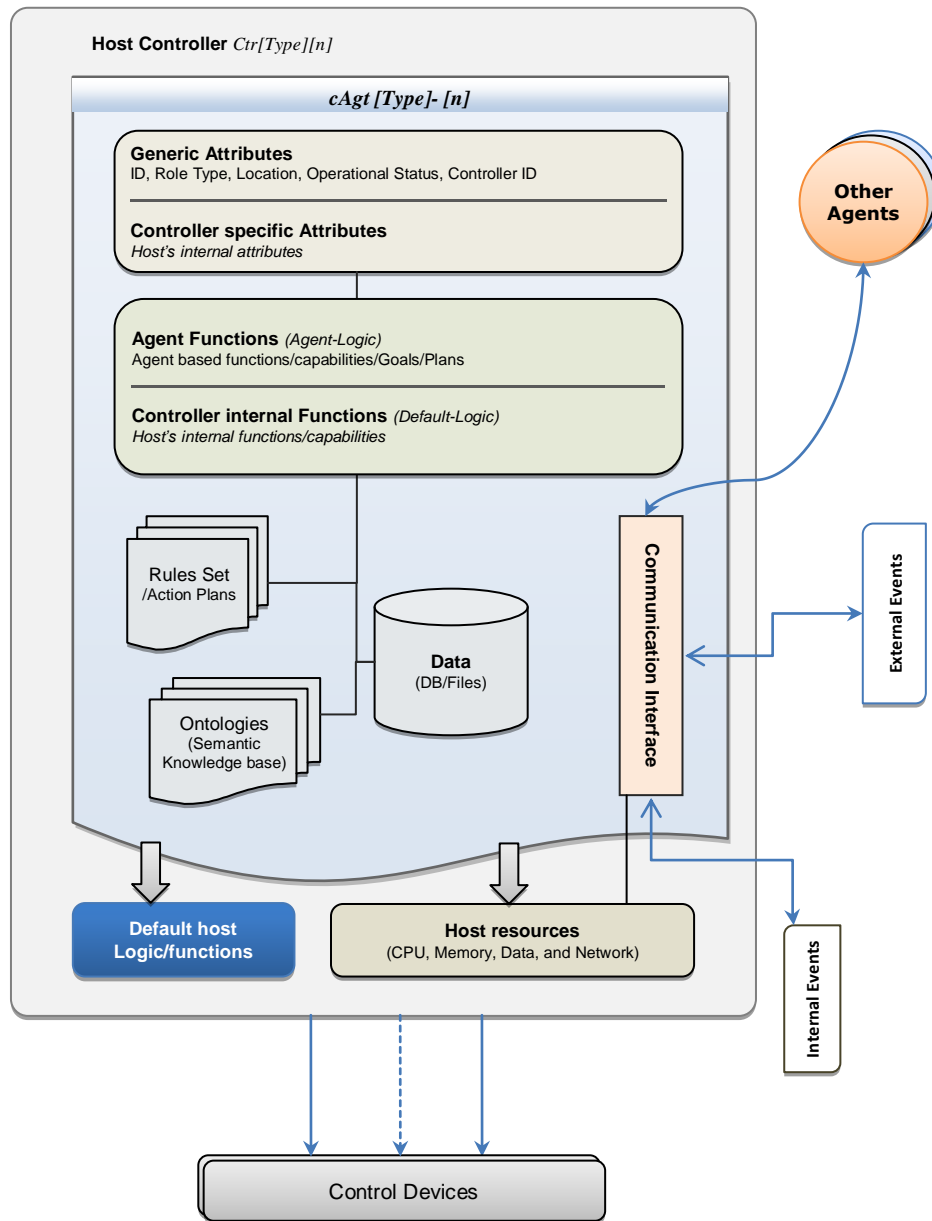 Host Controller Ctr[Type][n]
cAgt [Type]- [n]
Generic Attributes
ID, Role Type, Location, Operational Status, Controller ID
Controller specific Attributes
Host's internal attributes
Other
Agents
Agent Functions (Agent-Logic)
Agent based functions/capabilities/Goals/Plans
Controller internal Functions (Default-Logic)
Host's internal functions/capabilities
Rules Set
/Action Plans
Data
(DB/Files)
Ontologies
(Semantic
Knowledge base)
Communication Interface
External Events
Internal Events
Default host
Logic/functions
Host resources
(CPU, Memory, Data, and Network)
Control Devices